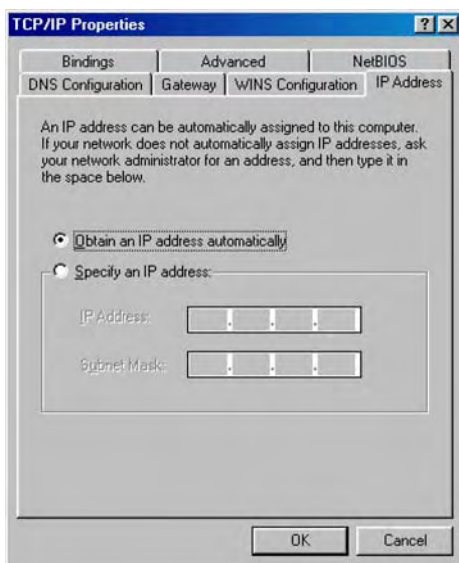 TCP/IP Properties
Bindings Advanced NetBIOS
DNS Configuration Gateway WINS Configuration IP Address
An IP address can be automatically assigned to this computer.
If your network does not automatically assign IP addresses, ask
your network administrator for an address, and then type it in
the space below.
Obtain an IP address automatically
Specify an IP address:
IP Address:
Subnet Mask:
OK Cancel